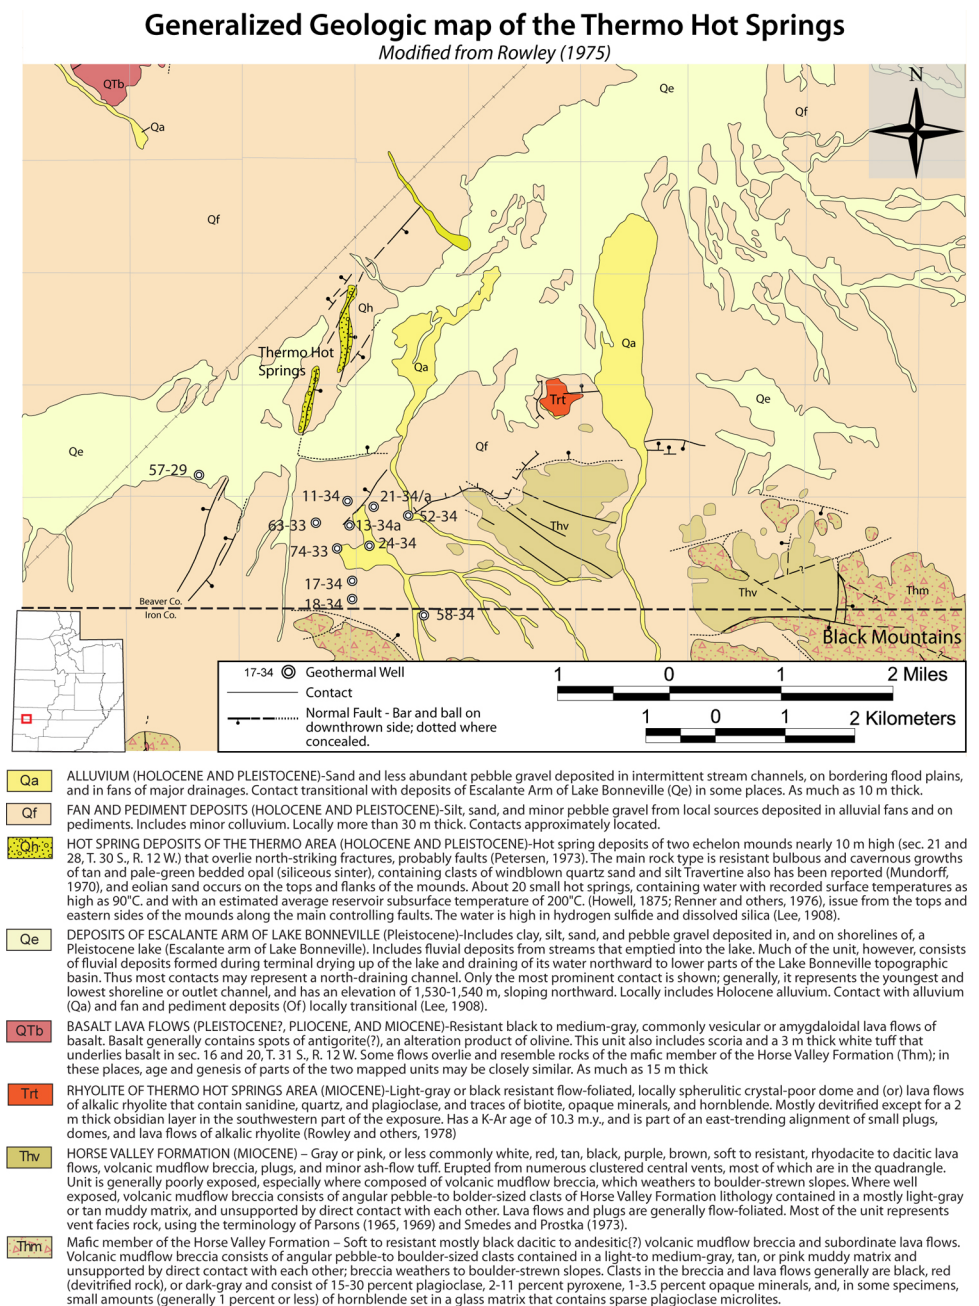 Generalized Geologic map of the Thermo Hot Springs
Modified from Rowley (1975)
QTb
Qe
N
Qf
Qa
Qf
Qh
Thermo Hot
Springs
Qa
Qa
Trt
Qe
Qe
Qf
57-29
11-34
21-34/a
63-33
13-34a
52-34
Thv
74-33
24-34
17-34
Thv
Thm
?
?
?
18-34
Beaver Co.
Iron Co.
58-34
Black Mountains
17-34 Geothermal Well
Contact
Normal Fault - Bar and ball on
downthrown side; dotted where
concealed.
1 0 1 2 Miles
1 0 1 2 Kilometers
Qa ALLUVIUM (HOLOCENE AND PLEISTOCENE)-Sand and less abundant pebble gravel deposited in intermittent stream channels, on bordering flood plains,
and in fans of major drainages. Contact transitional with deposits of Escalante Arm of Lake Bonneville (Qe) in some places. As much as 10 m thick.
Qf FAN AND PEDIMENT DEPOSITS (HOLOCENE AND PLEISTOCENE)-Silt, sand, and minor pebble gravel from local sources deposited in alluvial fans and on
pediments. Includes minor colluvium. Locally more than 30 m thick. Contacts approximately located.
Qh HOT SPRING DEPOSITS OF THE THERMO AREA (HOLOCENE AND PLEISTOCENE)-Hot spring deposits of two echelon mounds nearly 10 m high (sec. 21 and
28, T. 30 S., R. 12 W.) that overlie north-striking fractures, probably faults (Petersen, 1973). The main rock type is resistant bulbous and cavernous growths
of tan and pale-green bedded opal (siliceous sinter), containing clasts of windblown quartz sand and silt Travertine also has been reported (Mundorff,
1970), and eolian sand occurs on the tops and flanks of the mounds. About 20 small hot springs, containing water with recorded surface temperatures as
high as 90°C. and with an estimated average reservoir subsurface temperature of 200°C. (Howell, 1875; Renner and others, 1976), issue from the tops and
eastern sides of the mounds along the main controlling faults. The water is high in hydrogen sulfide and dissolved silica (Lee, 1908).
Qe DEPOSITS OF ESCALANTE ARM OF LAKE BONNEVILLE (Pleistocene)-Includes clay, silt, sand, and pebble gravel deposited in, and on shorelines of, a
Pleistocene lake (Escalante arm of Lake Bonneville). Includes fluvial deposits from streams that emptied into the lake. Much of the unit, however, consists
of fluvial deposits formed during terminal drying up of the lake and draining of its water northward to lower parts of the Lake Bonneville topographic
basin. Thus most contacts may represent a north-draining channel. Only the most prominent contact is shown; generally, it represents the youngest and
lowest shoreline or outlet channel, and has an elevation of 1,530-1,540 m, sloping northward. Locally includes Holocene alluvium. Contact with alluvium
(Qa) and fan and pediment deposits (Of) locally transitional (Lee, 1908).
QTb BASALT LAVA FLOWS (PLEISTOCENE?, PLIOCENE, AND MIOCENE)-Resistant black to medium-gray, commonly vesicular or amygdaloidal lava flows of
basalt. Basalt generally contains spots of antigorite(?), an alteration product of olivine. This unit also includes scoria and a 3 m thick white tuff that
underlies basalt in sec. 16 and 20, T. 31 S., R. 12 W. Some flows overlie and resemble rocks of the mafic member of the Horse Valley Formation (Thm); in
these places, age and genesis of parts of the two mapped units may be closely similar. As much as 15 m thick
Trt RHYOLITE OF THERMO HOT SPRINGS AREA (MIOCENE)-Light-gray or black resistant flow-foliated, locally spherulitic crystal-poor dome and (or) lava flows
of alkalic rhyolite that contain sanidine, quartz, and plagioclase, and traces of biotite, opaque minerals, and hornblende. Mostly devitrified except for a 2
m thick obsidian layer in the southwestern part of the exposure. Has a K-Ar age of 10.3 m.y., and is part of an east-trending alignment of small plugs,
domes, and lava flows of alkalic rhyolite (Rowley and others, 1978)
Thv HORSE VALLEY FORMATION (MIOCENE) – Gray or pink, or less commonly white, red, tan, black, purple, brown, soft to resistant, rhyodacite to dacitic lava
flows, volcanic mudflow breccia, plugs, and minor ash-flow tuff. Erupted from numerous clustered central vents, most of which are in the quadrangle.
Unit is generally poorly exposed, especially where composed of volcanic mudflow breccia, which weathers to boulder-strewn slopes. Where well
exposed, volcanic mudflow breccia consists of angular pebble-to bolder-sized clasts of Horse Valley Formation lithology contained in a mostly light-gray
or tan muddy matrix, and unsupported by direct contact with each other. Lava flows and plugs are generally flow-foliated. Most of the unit represents
vent facies rock, using the terminology of Parsons (1965, 1969) and Smedes and Prostka (1973).
Thm Mafic member of the Horse Valley Formation – Soft to resistant mostly black dacitic to andesitic(?) volcanic mudflow breccia and subordinate lava flows.
Volcanic mudflow breccia consists of angular pebble-to boulder-sized clasts contained in a light-to medium-gray, tan, or pink muddy matrix and
unsupported by direct contact with each other; breccia weathers to boulder-strewn slopes. Clasts in the breccia and lava flows generally are black, red
(devitrified rock), or dark-gray and consist of 15-30 percent plagioclase, 2-11 percent pyroxene, 1-3.5 percent opaque minerals, and, in some specimens,
small amounts (generally 1 percent or less) of hornblende set in a glass matrix that contains sparse plagioclase microlites.